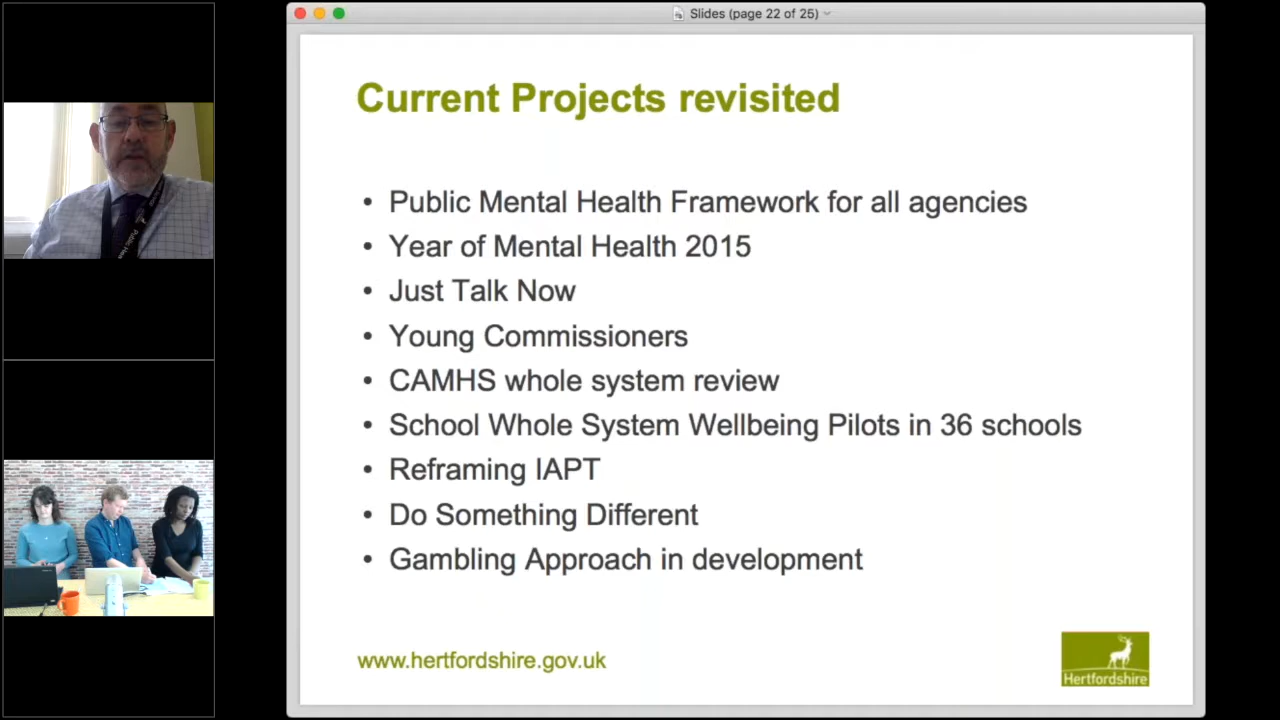 Slides (page 22 of 25)
Current Projects revisited
• Public Mental Health Framework for all agencies
• Year of Mental Health 2015
• Just Talk Now
• Young Commissioners
• CAMHS whole system review
• School Whole System Wellbeing Pilots in 36 schools
• Reframing IAPT
• Do Something Different
• Gambling Approach in development
www.hertfordshire.gov.uk
Hertfordshire